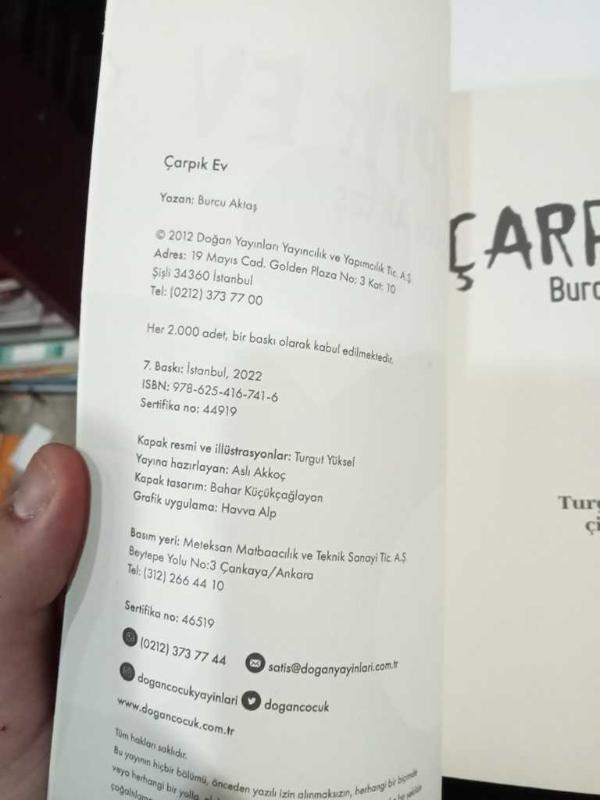 Çarpık Ev
Yazan: Burcu Aktaş
© 2012 Doğan Yayınları Yayıncılık ve Yapımcılık Tic. A.Ş.
Adres: 19 Mayıs Cad. Golden Plaza No: 3 Kat: 10
Şişli 34360 İstanbul
Tel: (0212) 373 77 00
Her 2.000 adet, bir baskı olarak kabul edilmektedir.
7. Baskı: İstanbul, 2022
ISBN: 978-625-416-741-6
Sertifika no: 44919
Kapak resmi ve illüstrasyonlar: Turgut Yüksel
Yayına hazırlayan: Aslı Akkoç
Kapak tasarım: Bahar Küçükçağlayan
Grafik uygulama: Havva Alp
Basım yeri: Meteksan Matbaacılık ve Teknik Sanayi Tic. A.Ş.
Beytepe Yolu No:3 Çankaya/Ankara
Tel: (312) 266 44 10
Sertifika no: 46519
(0212) 373 77 44 satis@doganyayinlari.com.tr
dogancocukyayinlari dogancocuk
www.dogancocuk.com.tr
Tüm hakları saklıdır.
Bu yayının hiçbir bölümü, önceden yazılı izin alınmaksızın, herhangi bir biçimde
veya herhangi bir yolla,
ÇARP
Burc
Turg
çi